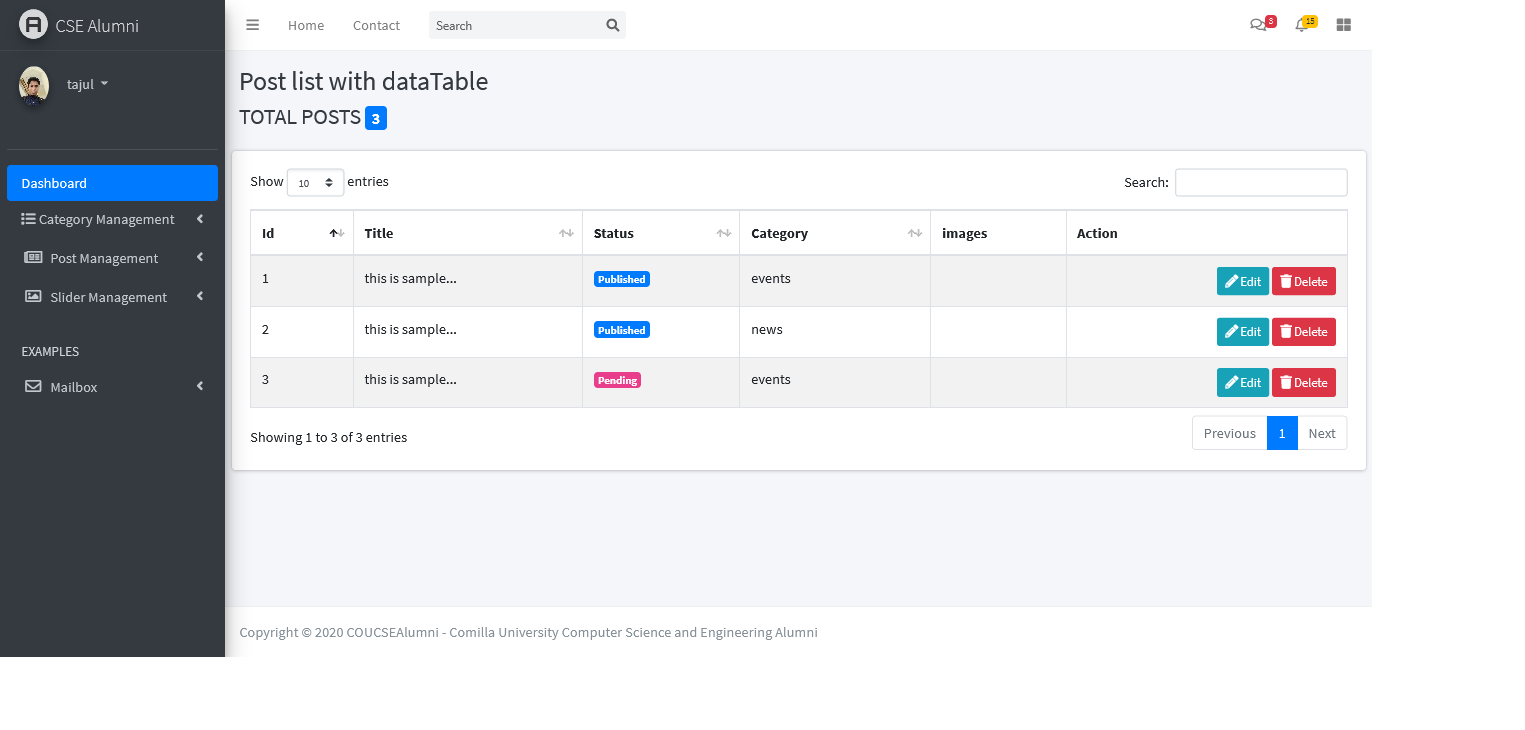 CSE Alumni
tajul
Dashboard
Category Management
Post Management
Slider Management
EXAMPLES
Mailbox
Home Contact Search 3 15
Post list with dataTable
TOTAL POSTS 3
Show 10 entries Search:
Id Title Status Category images Action
1 this is sample... Published events Edit Delete
2 this is sample... Published news Edit Delete
3 this is sample... Pending events Edit Delete
Showing 1 to 3 of 3 entries Previous 1 Next
Copyright © 2020 COUCSEAlumni - Comilla University Computer Science and Engineering Alumni